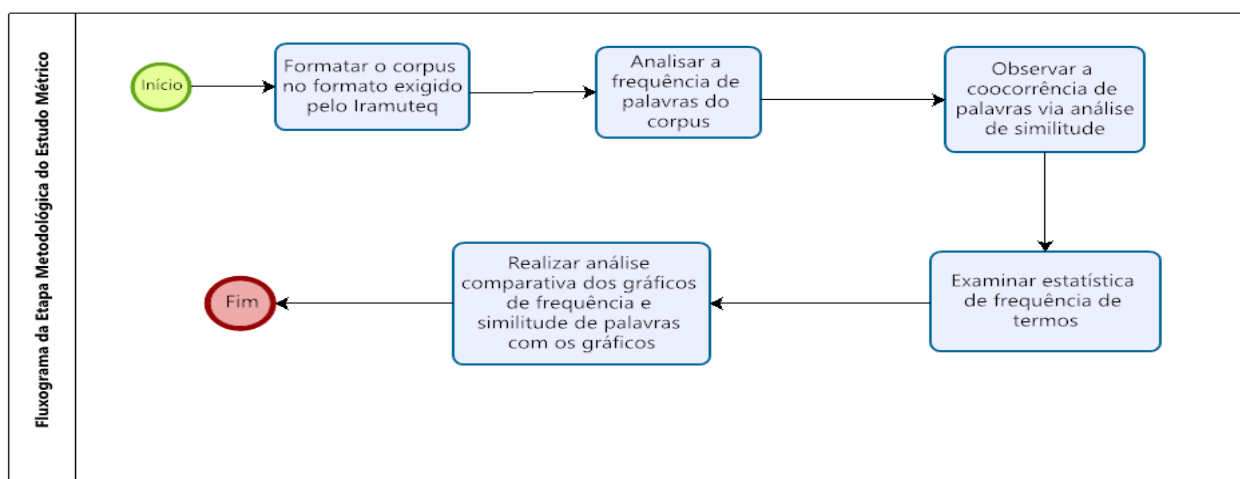 Fluxograma da Etapa Metodológica do Estudo Métrico
Início
Formatar o corpus
no formato exigido
pelo Iramuteq
Analisar a
frequência de
palavras do
corpus
Observar a
coocorrência de
palavras via análise
de similitude
Examinar estatística
de frequência de
termos
Realizar análise
comparativa dos gráficos
de frequência e
similitude de palavras
com os gráficos
Fim